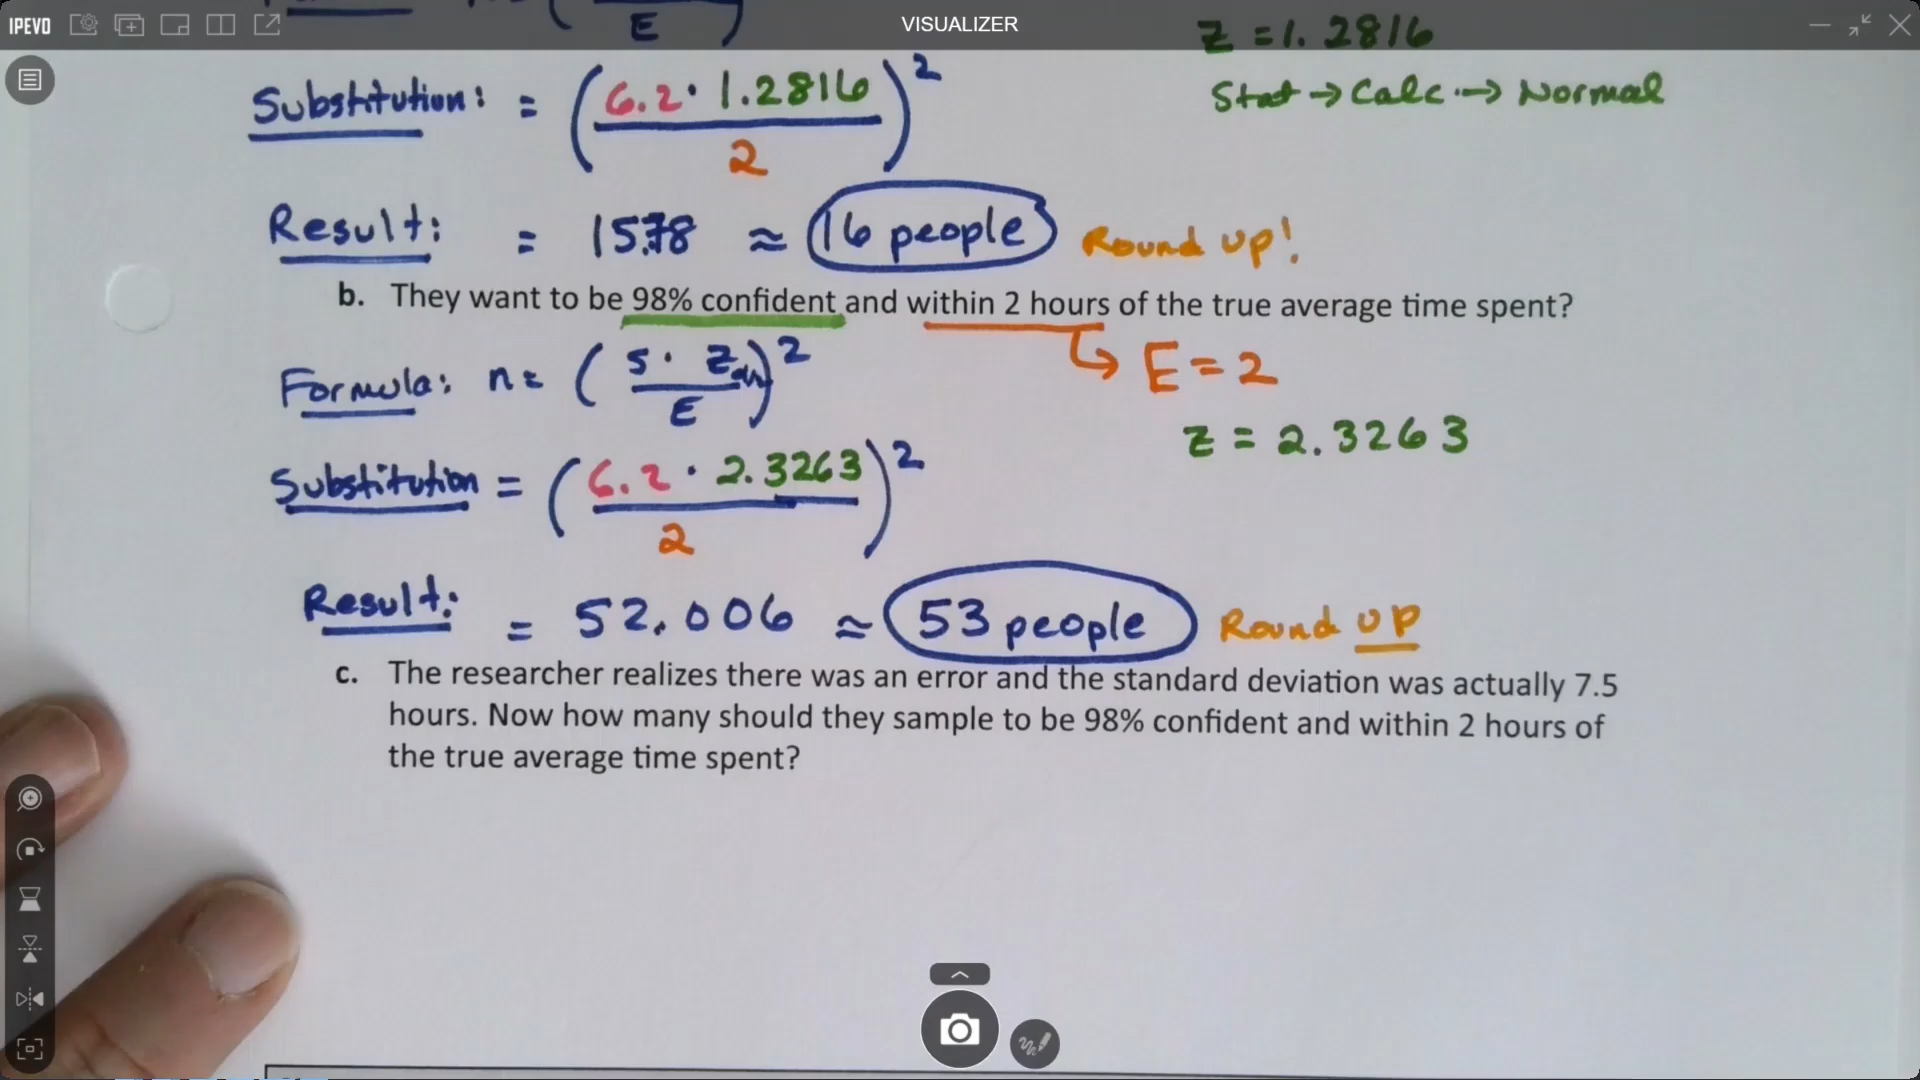 IPEVO VISUALIZER
E
Z = 1.2816
Substitution: = (6.2 · 1.2816 / 2)²
Stat → Calc → Normal
Result: = 15.78 ≈ 16 people Round up!
b. They want to be 98% confident and within 2 hours of the true average time spent?
Formula: n = (s · Zα/2 / E)²
E = 2
Z = 2.3263
Substitution = (6.2 · 2.3263 / 2)²
Result: = 52.006 ≈ 53 people Round up
c. The researcher realizes there was an error and the standard deviation was actually 7.5
hours. Now how many should they sample to be 98% confident and within 2 hours of
the true average time spent?